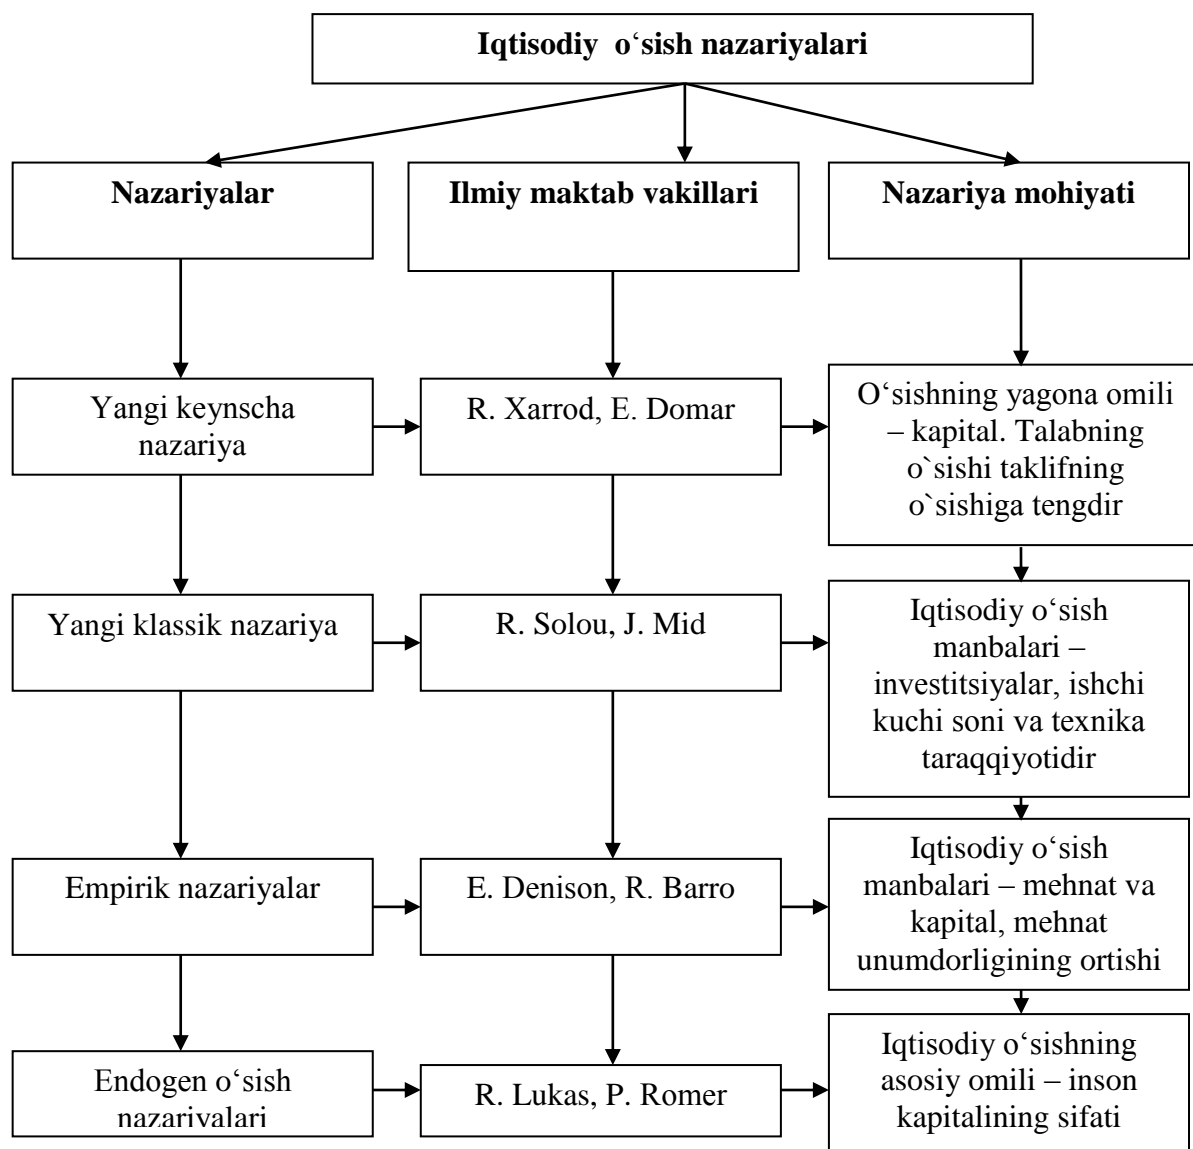 Iqtisodiy o‘sish nazariyalari
Nazariyalar
Ilmiy maktab vakillari
Nazariya mohiyati
Yangi keynscha
nazariya
R. Xarrod, E. Domar
O‘sishning yagona omili
– kapital. Talabning
o`sishi taklifning
o`sishiga tengdir
Yangi klassik nazariya
R. Solou, J. Mid
Iqtisodiy o‘sish
manbalari –
investitsiyalar, ishchi
kuchi soni va texnika
taraqqiyotidir
Empirik nazariyalar
E. Denison, R. Barro
Iqtisodiy o‘sish
manbalari – mehnat va
kapital, mehnat
unumdorligining ortishi
Endogen o‘sish
nazariyalari
R. Lukas, P. Romer
Iqtisodiy o‘sishning
asosiy omili – inson
kapitalining sifati